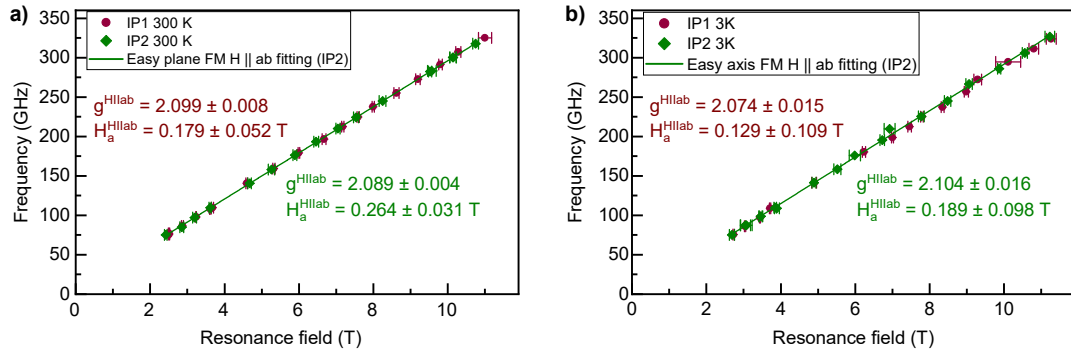 a)
350
300
250
200
150
100
50
0
Frequency (GHz)
IP1 300 K
IP2 300 K
Easy plane FM H || ab fitting (IP2)
g^HIIab = 2.099 ± 0.008
H_a^HIIab = 0.179 ± 0.052 T
g^HIIab = 2.089 ± 0.004
H_a^HIIab = 0.264 ± 0.031 T
0 2 4 6 8 10
Resonance field (T)
b)
350
300
250
200
150
100
50
0
Frequency (GHz)
IP1 3K
IP2 3K
Easy axis FM H || ab fitting (IP2)
g^HIIab = 2.074 ± 0.015
H_a^HIIab = 0.129 ± 0.109 T
g^HIIab = 2.104 ± 0.016
H_a^HIIab = 0.189 ± 0.098 T
0 2 4 6 8 10
Resonance field (T)